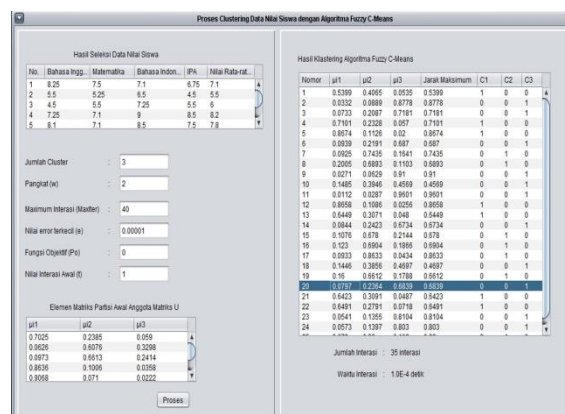 Proses Clustering Data Nilai Siswa dengan Algoritma Fuzzy C-Means
Hasil Seleksi Data Nilai Siswa
No. Bahasa Ingg... Matematika Bahasa Indon... IPA Nilai Rata-rat...
1 8.25 7.5 7.1 6.75 7.1
2 5.5 5.25 6.5 4.5 5.5
3 4.5 5.5 7.25 5.5 6
4 7.25 7.1 9 8.5 8.2
5 8.1 7.1 8.5 7.5 7.8
Jumlah Cluster : 3
Pangkat (w) : 2
Maximum Interasi (MaxIter) : 40
Nilai error terkecil (e) : 0.00001
Fungsi Objektif (Po) : 0
Nilai Interasi Awal (t) : 1
Elemen Matriks Partisi Awal Anggota Matriks U
µi1 µi2 µi3
0.7025 0.2385 0.059
0.0626 0.6076 0.3298
0.0973 0.6613 0.2414
0.8636 0.1006 0.0358
0.9068 0.071 0.0222
Proses
Hasil Klastering Algoritma Fuzzy C-Means
Nomor µi1 µi2 µi3 Jarak Maksimum C1 C2 C3
1 0.5399 0.4065 0.0535 0.5399 1 0 0
2 0.0332 0.0889 0.8778 0.8778 0 0 1
3 0.0733 0.2087 0.7181 0.7181 0 0 1
4 0.7101 0.2328 0.057 0.7101 1 0 0
5 0.8674 0.1126 0.02 0.8674 1 0 0
6 0.0939 0.2191 0.687 0.687 0 0 1
7 0.0925 0.7435 0.1641 0.7435 0 1 0
8 0.2005 0.6893 0.1103 0.6893 0 1 0
9 0.0271 0.0629 0.91 0.91 0 0 1
10 0.1485 0.3946 0.4569 0.4569 0 0 1
11 0.0112 0.0287 0.9601 0.9601 0 0 1
12 0.8658 0.1086 0.0256 0.8658 1 0 0
13 0.6449 0.3071 0.048 0.6449 1 0 0
14 0.0844 0.2423 0.6734 0.6734 0 0 1
15 0.1076 0.678 0.2144 0.678 0 1 0
16 0.123 0.6904 0.1866 0.6904 0 1 0
17 0.0933 0.8633 0.0434 0.8633 0 1 0
18 0.1446 0.3856 0.4697 0.4697 0 0 1
19 0.16 0.6612 0.1788 0.6612 0 1 0
20 0.0797 0.2364 0.6839 0.6839 0 0 1
21 0.6423 0.3091 0.0487 0.6423 1 0 0
22 0.6491 0.2791 0.0718 0.6491 1 0 0
23 0.0541 0.1355 0.8104 0.8104 0 0 1
24 0.0573 0.1397 0.803 0.803 0 0 1
Jumlah Interasi : 35 interasi
Waktu Interasi : 1.0E-4 detik